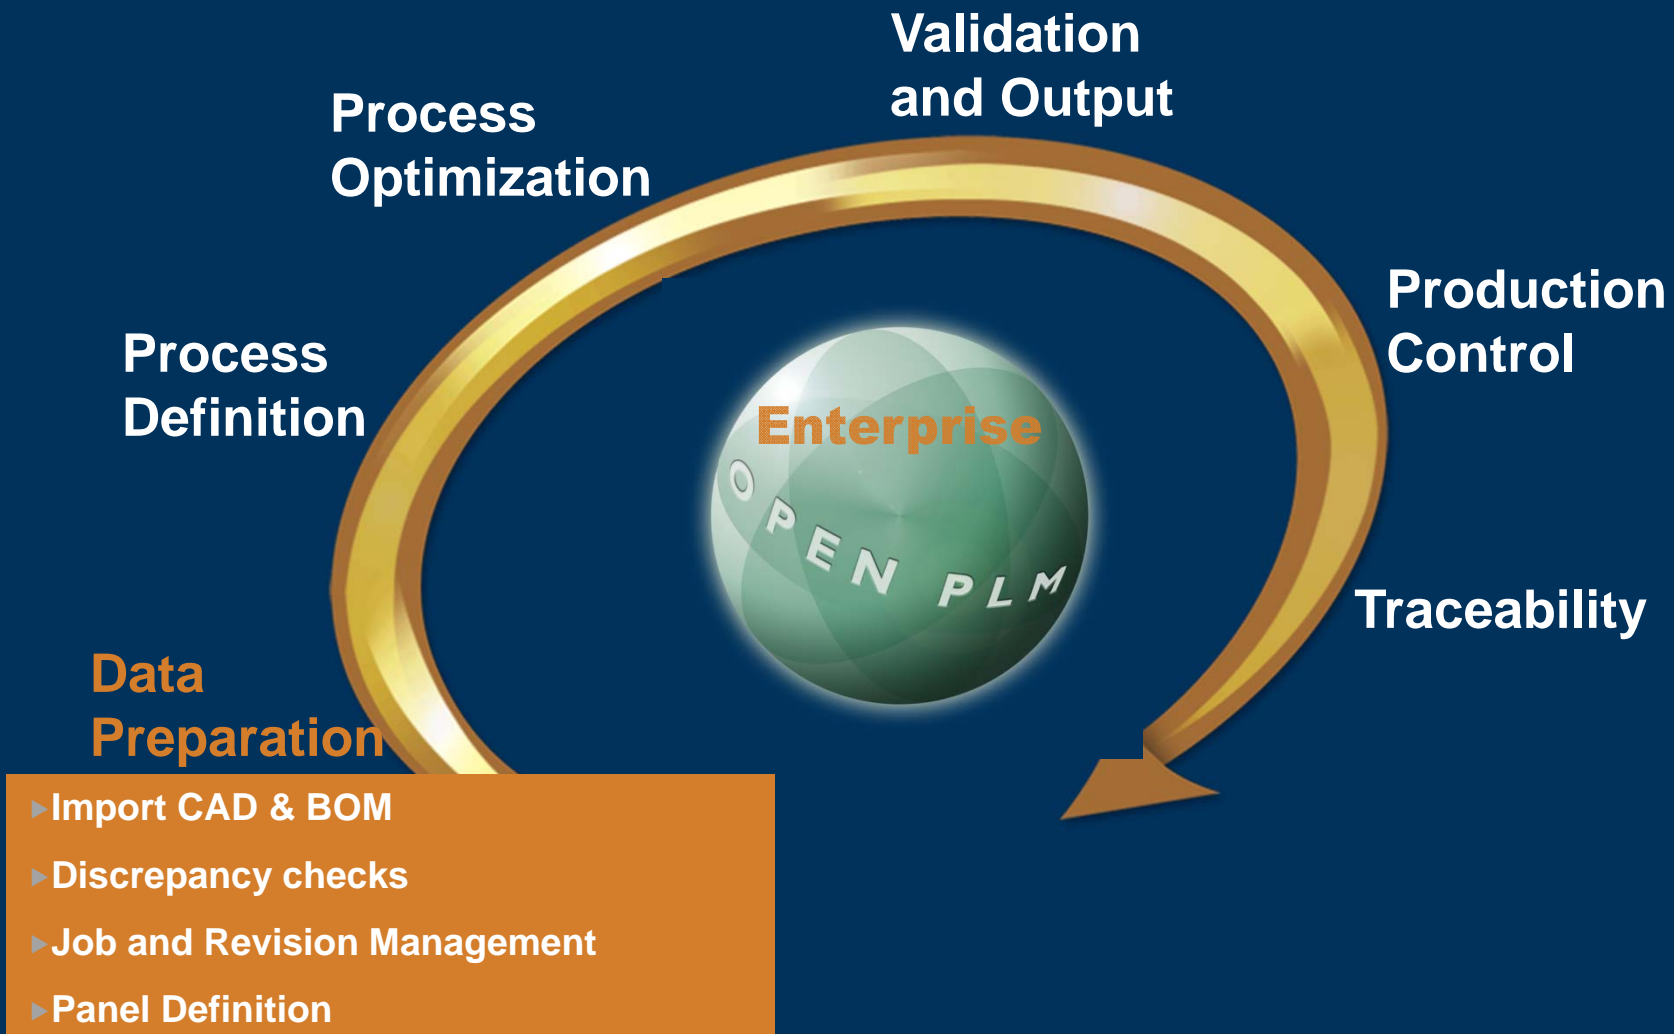 Validation
and Output
Process
Optimization
Production
Control
Process
Definition
Enterprise
OPEN PLM
Traceability
Data
Preparation
▶Import CAD & BOM
▶Discrepancy checks
▶Job and Revision Management
▶Panel Definition